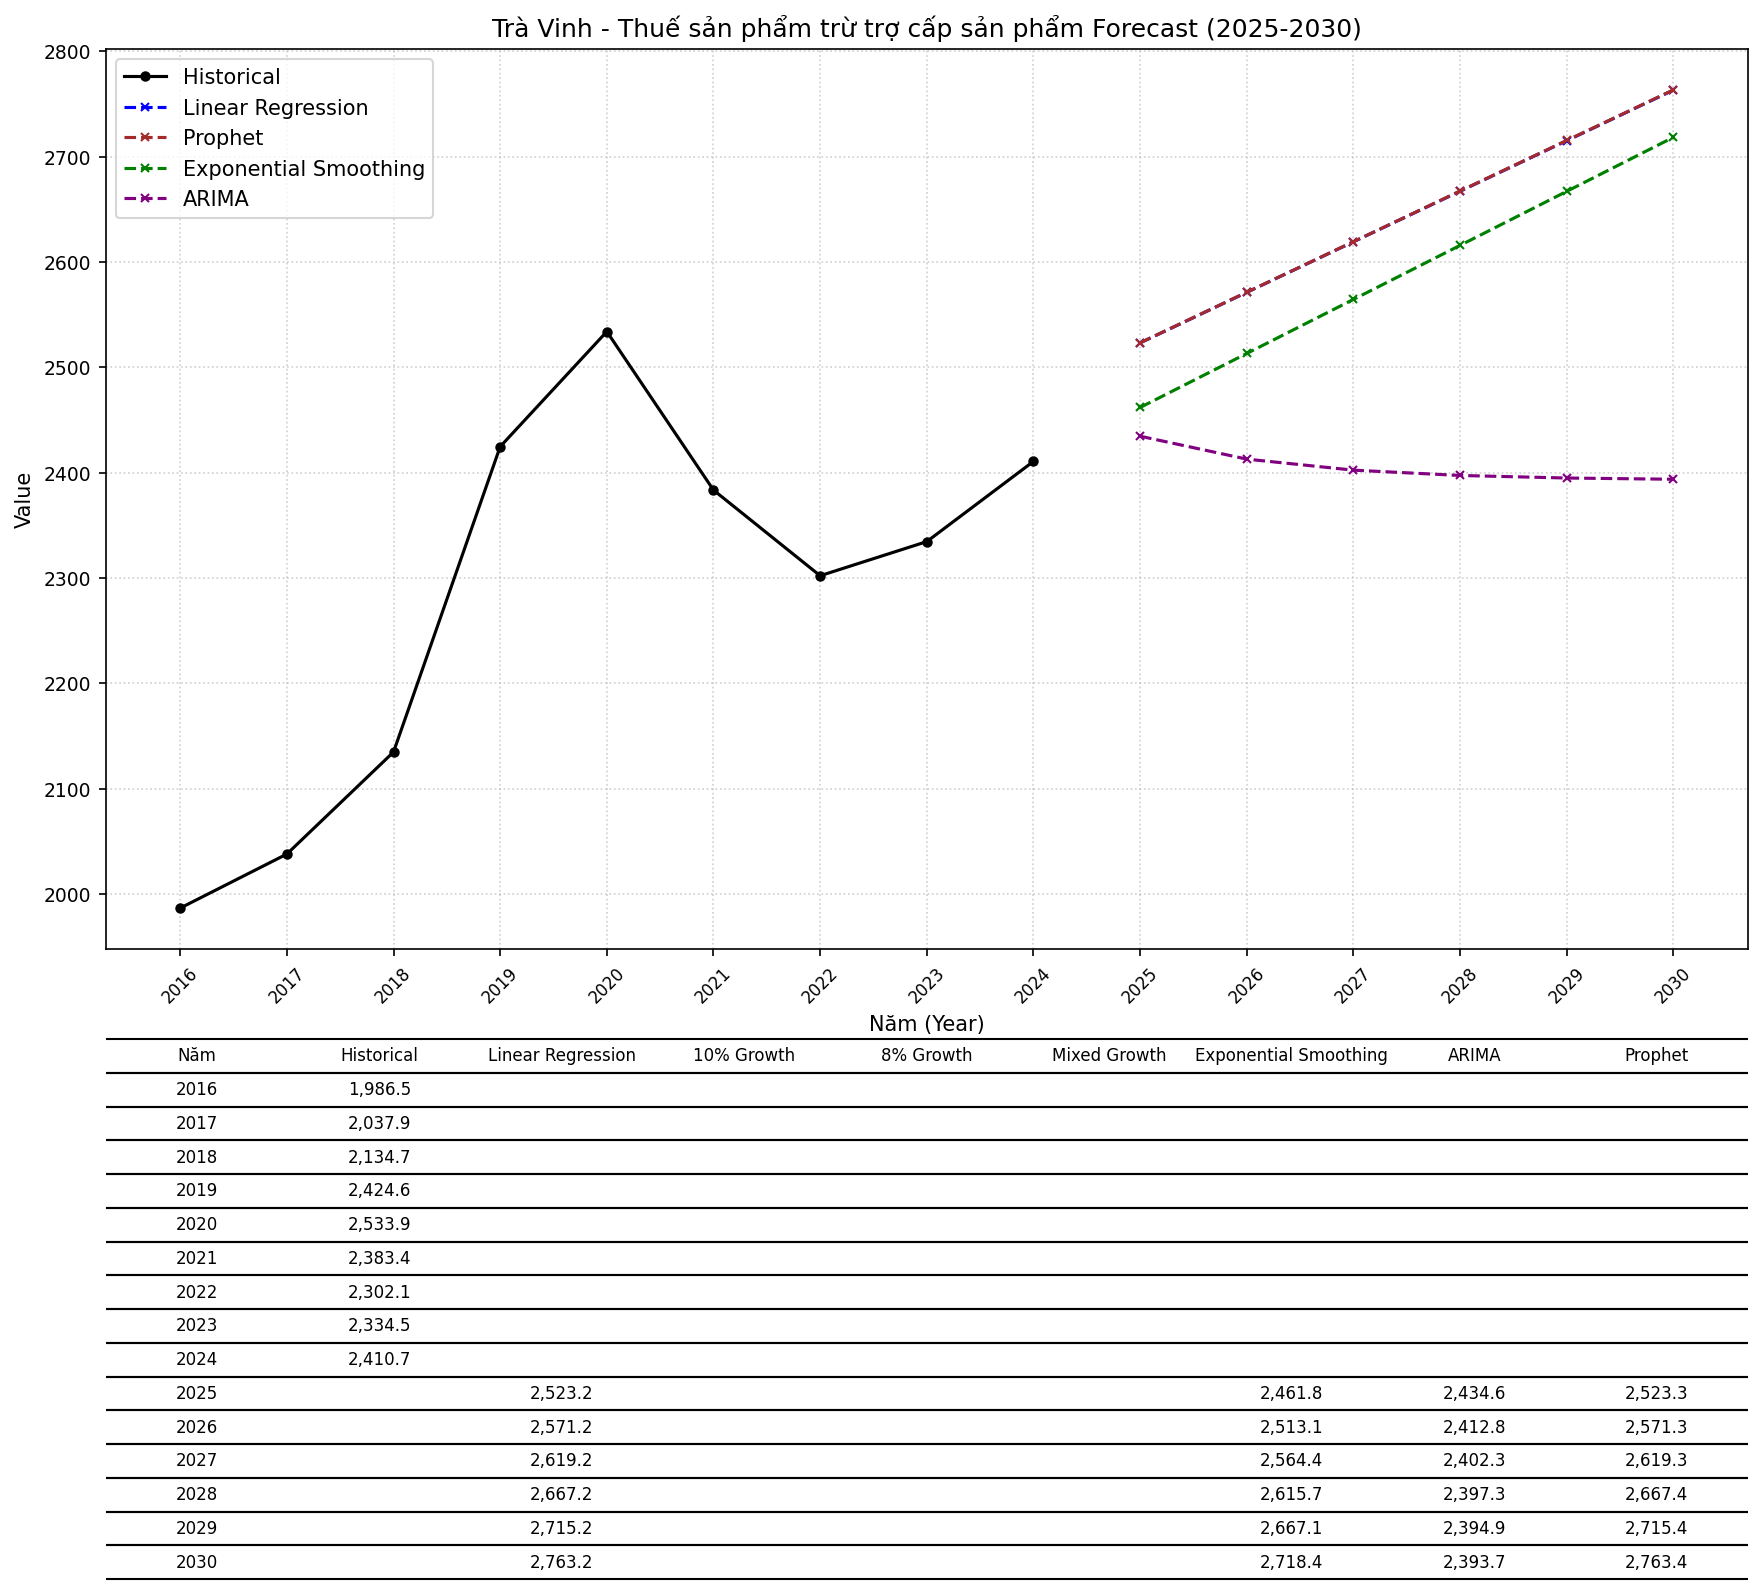 Trà Vinh - Thuế sản phẩm trừ trợ cấp sản phẩm Forecast (2025-2030)
Historical
Linear Regression
Prophet
Exponential Smoothing
ARIMA
Value
2800
2700
2600
2500
2400
2300
2200
2100
2000
2016 2017 2018 2019 2020 2021 2022 2023 2024 2025 2026 2027 2028 2029 2030
Năm (Year)
Năm Historical Linear Regression 10% Growth 8% Growth Mixed Growth Exponential Smoothing ARIMA Prophet
2016 1,986.5
2017 2,037.9
2018 2,134.7
2019 2,424.6
2020 2,533.9
2021 2,383.4
2022 2,302.1
2023 2,334.5
2024 2,410.7
2025 2,523.2 2,461.8 2,434.6 2,523.3
2026 2,571.2 2,513.1 2,412.8 2,571.3
2027 2,619.2 2,564.4 2,402.3 2,619.3
2028 2,667.2 2,615.7 2,397.3 2,667.4
2029 2,715.2 2,667.1 2,394.9 2,715.4
2030 2,763.2 2,718.4 2,393.7 2,763.4